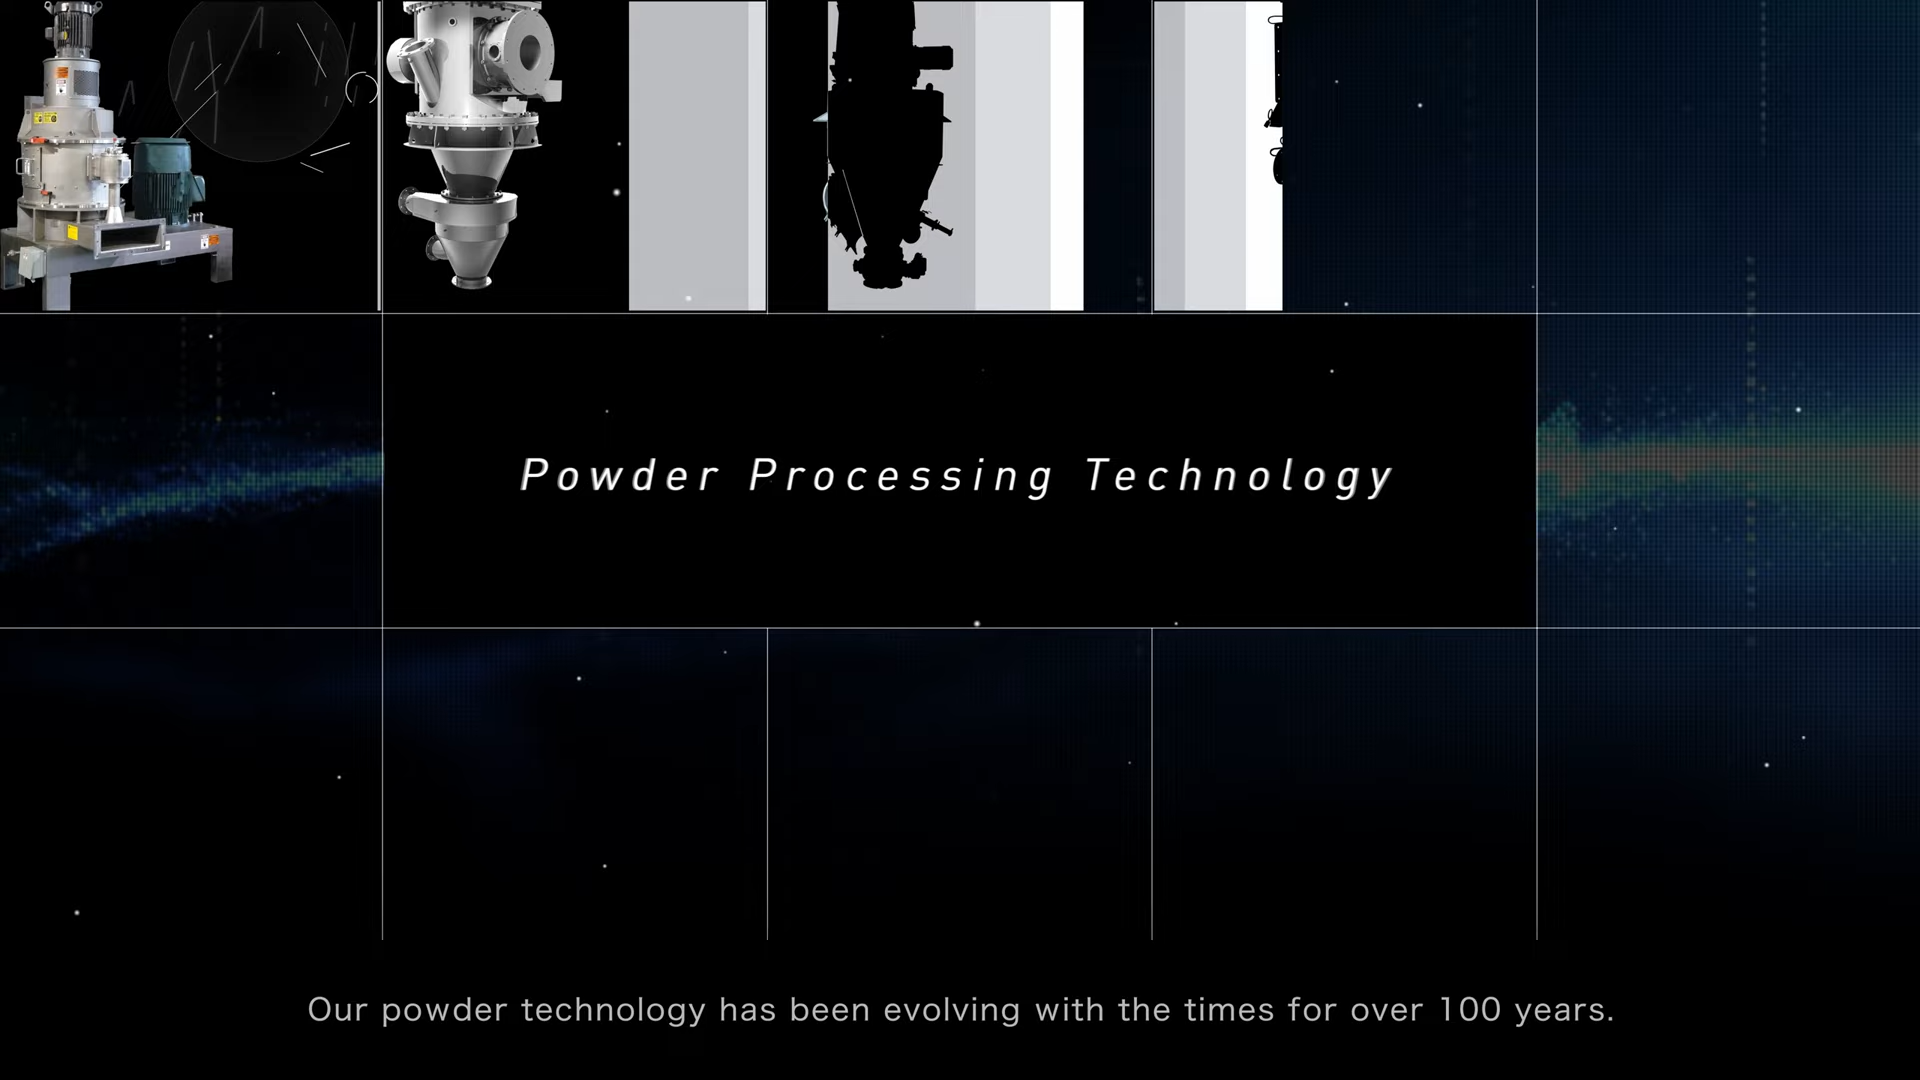 Powder Processing Technology
Our powder technology has been evolving with the times for over 100 years.